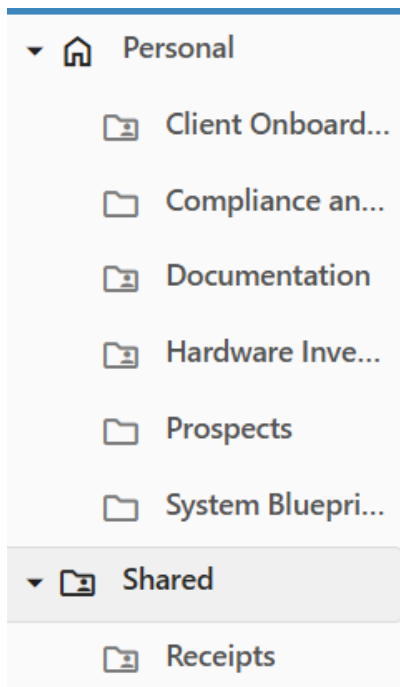 Personal
Client Onboard...
Compliance an...
Documentation
Hardware Inve...
Prospects
System Bluepri...
Shared
Receipts